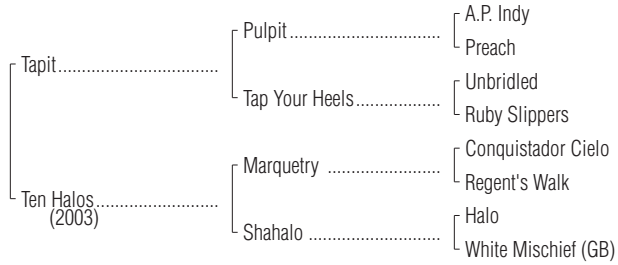 A.P. Indy
Pulpit
Preach
Tapit
Unbridled
Tap Your Heels
Ruby Slippers
Conquistador Cielo
Marquetry
Regent's Walk
Ten Halos
(2003)
Halo
Shahalo
White Mischief (GB)